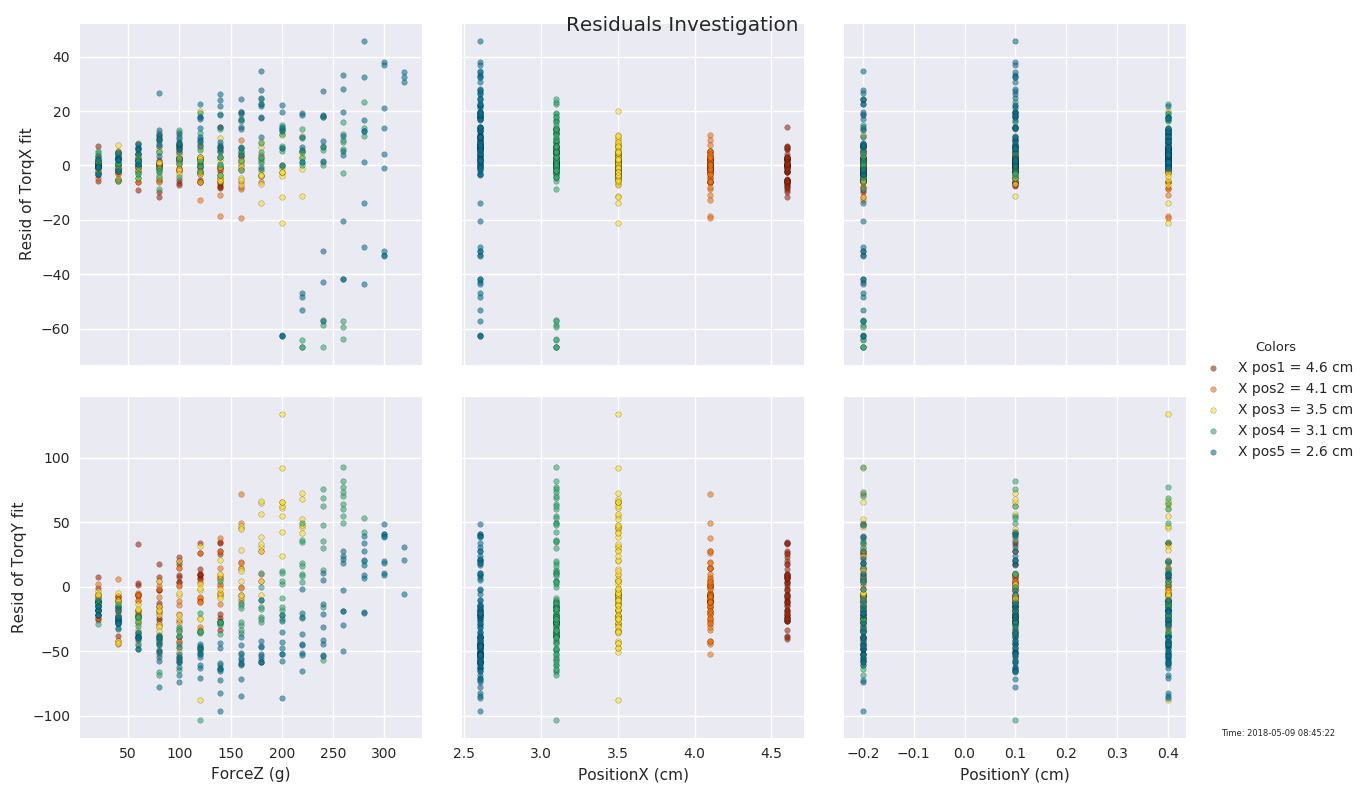 Residuals Investigation
Resid of TorqX fit
40
20
0
−20
−40
−60
Resid of TorqY fit
100
50
0
−50
−100
50 100 150 200 250 300
ForceZ (g)
2.5 3.0 3.5 4.0 4.5
PositionX (cm)
−0.2 −0.1 0.0 0.1 0.2 0.3 0.4
PositionY (cm)
Colors
X pos1 = 4.6 cm
X pos2 = 4.1 cm
X pos3 = 3.5 cm
X pos4 = 3.1 cm
X pos5 = 2.6 cm
Time: 2018-05-09 08:45:22